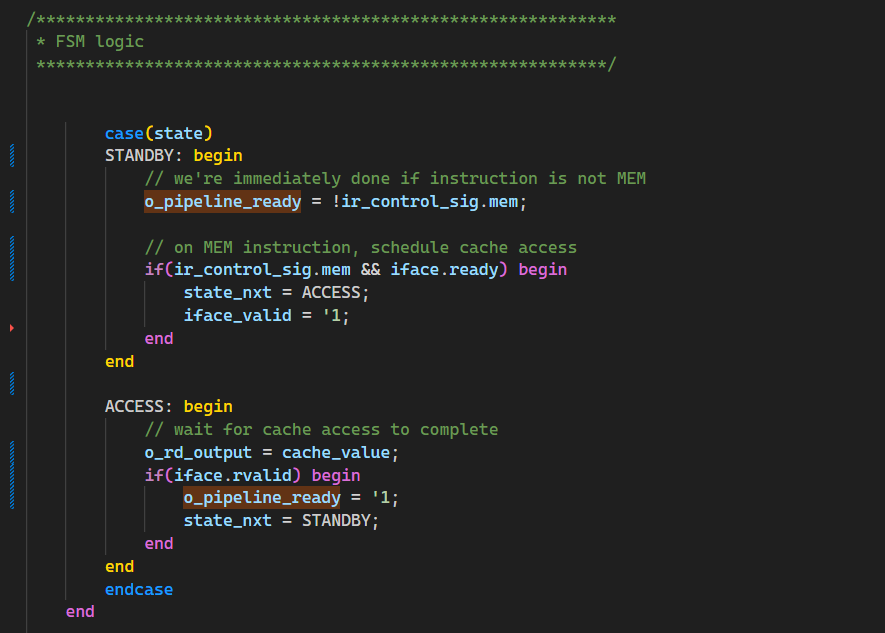 /***********************************************************
* FSM logic
***********************************************************/
case(state)
STANDBY: begin
// we're immediately done if instruction is not MEM
o_pipeline_ready = !ir_control_sig.mem;
// on MEM instruction, schedule cache access
if(ir_control_sig.mem && iface.ready) begin
state_nxt = ACCESS;
iface_valid = '1;
end
end
ACCESS: begin
// wait for cache access to complete
o_rd_output = cache_value;
if(iface.rvalid) begin
o_pipeline_ready = '1;
state_nxt = STANDBY;
end
end
endcase
end